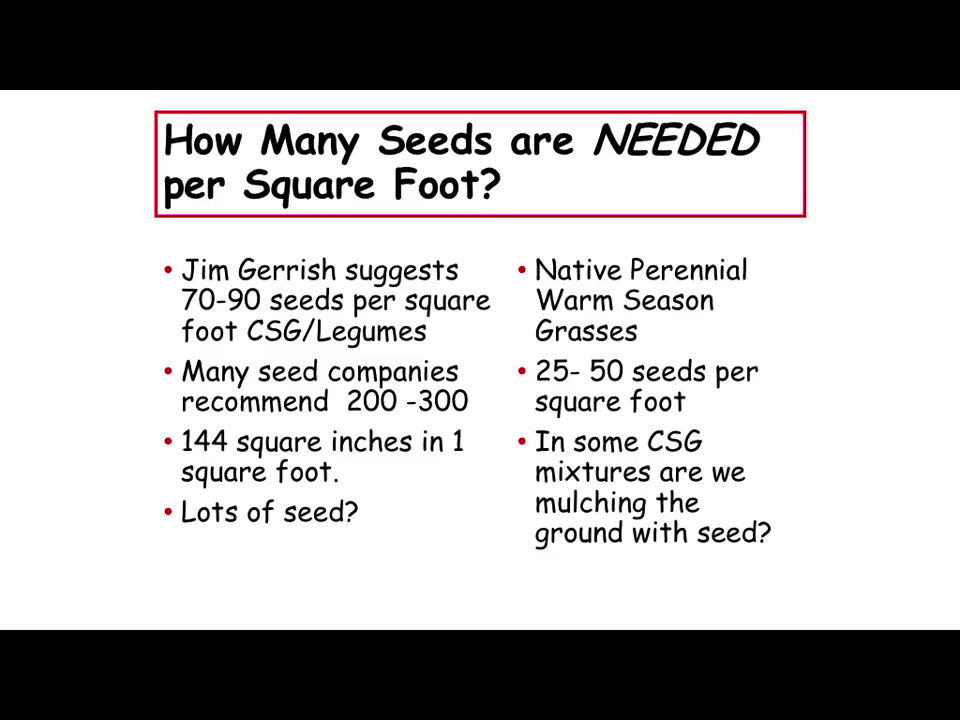 How Many Seeds are NEEDED
per Square Foot?
• Jim Gerrish suggests
70-90 seeds per square
foot CSG/Legumes
• Many seed companies
recommend  200 -300
• 144 square inches in 1
square foot.
• Lots of seed?
• Native Perennial
Warm Season
Grasses
• 25- 50 seeds per
square foot
• In some CSG
mixtures are we
mulching the
ground with seed?